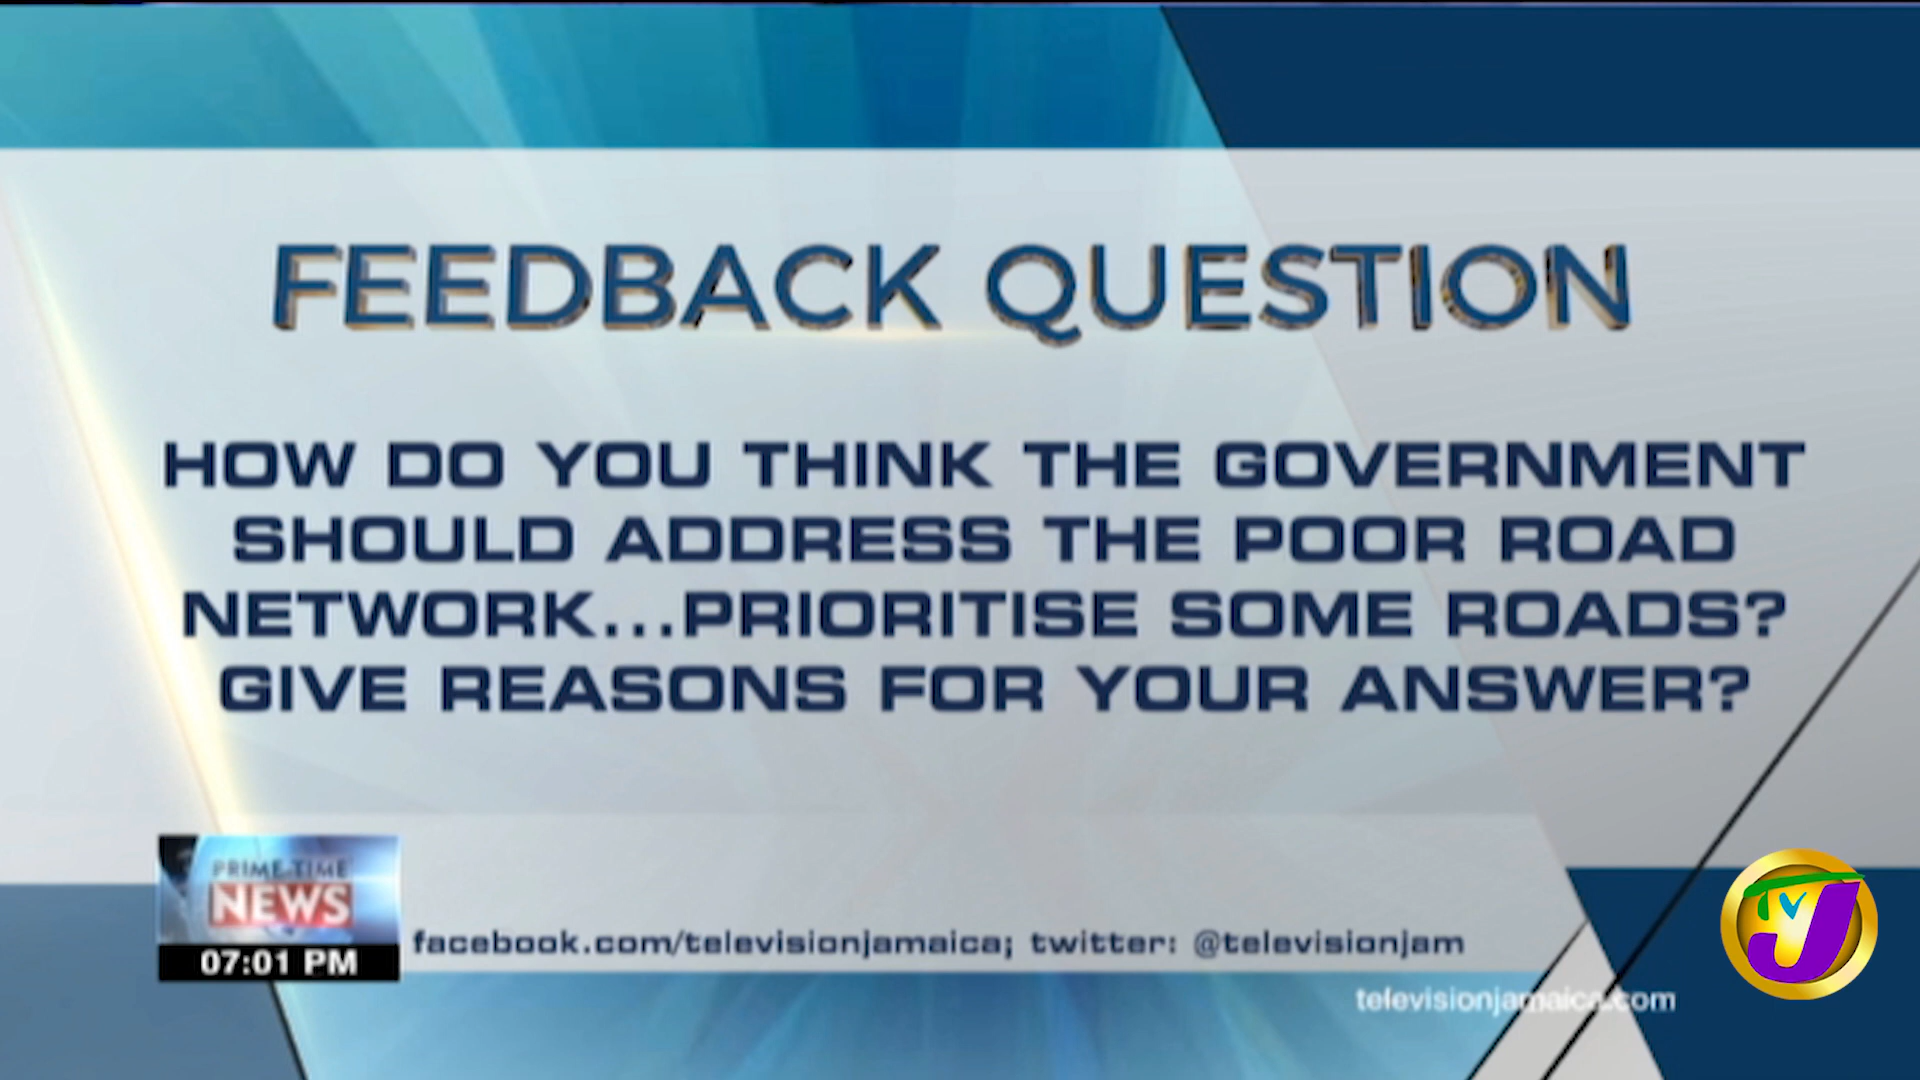 FEEDBACK QUESTION
HOW DO YOU THINK THE GOVERNMENT
SHOULD ADDRESS THE POOR ROAD
NETWORK...PRIORITISE SOME ROADS?
GIVE REASONS FOR YOUR ANSWER?
PRIME TIME
NEWS
07:01 PM
facebook.com/televisionjamaica; twitter: @televisionjam
televisionjamaica.com
TVJ